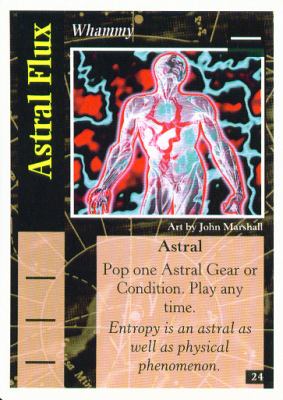 Astral Flux
Whammy
Art by John Marshall
Astral
Pop one Astral Gear or
Condition. Play any
time.
Entropy is an astral as
well as physical
phenomenon.
24